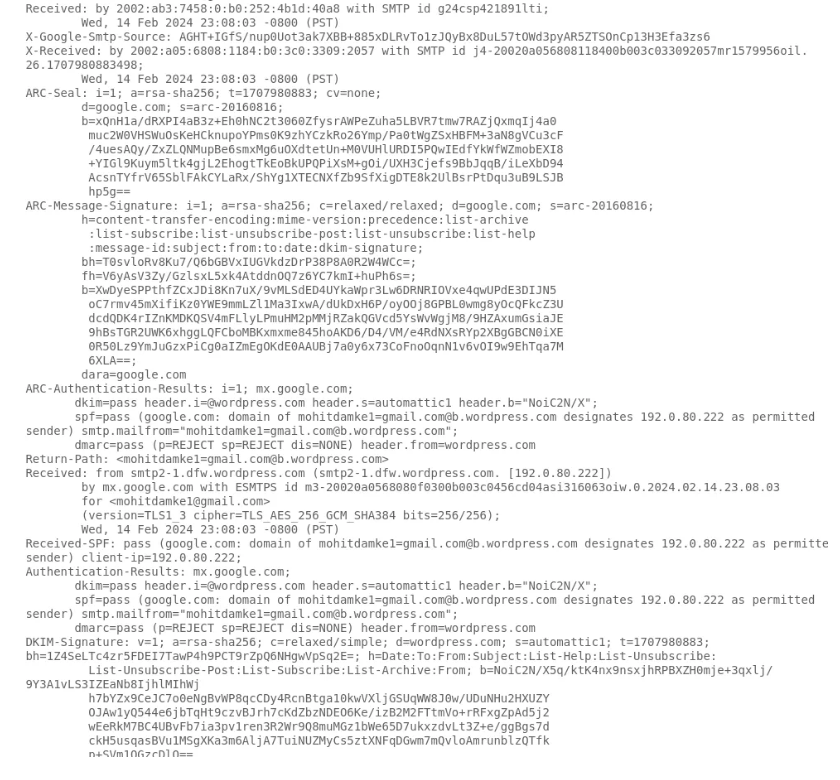 Received: by 2002:ab3:7458:0:b0:252:4b1d:40a8 with SMTP id g24csp421891lti;
Wed, 14 Feb 2024 23:08:03 -0800 (PST)
X-Google-Smtp-Source: AGHT+IGfS/nup0Uot3ak7XBB+885xDLRvTo1zJQyBx8DuL57tOWd3pyAR5ZTSOnCp13H3Efa3zs6
X-Received: by 2002:a05:6808:1184:b0:3c0:3309:2057 with SMTP id j4-20020a056808118400b003c033092057mr1579956oil.
26.1707980883498;
Wed, 14 Feb 2024 23:08:03 -0800 (PST)
ARC-Seal: i=1; a=rsa-sha256; t=1707980883; cv=none;
d=google.com; s=arc-20160816;
b=xQnH1a/dRXPI4aB3z+Eh0hNC2t3060ZfysrAWPeZuha5LBVR7tmw7RAZjQxmqIj4a0
muc2W0VHSWuOsKeHCknupoYPms0K9zhYCzkRo26Ymp/Pa0tWgZSxHBFM+3aN8gVCu3cF
/4uesAQy/ZxZLQNMupBe6smxMg6uOXdtetUn+M0VUHlURDI5PQwIEdfYkWfWZmobEXI8
+YIGl9Kuym5ltk4gjL2EhogtTkEoBkUPQPiXsM+gOi/UXH3Cjefs9BbJqqB/iLeXbD94
AcsnTYfrV65SblFAkCYLaRx/ShYg1XTECNXfZb9SfXigDTE8k2UlBsrPtDqu3uB9LSJB
hp5g==
ARC-Message-Signature: i=1; a=rsa-sha256; c=relaxed/relaxed; d=google.com; s=arc-20160816;
h=content-transfer-encoding:mime-version:precedence:list-archive
:list-subscribe:list-unsubscribe-post:list-unsubscribe:list-help
:message-id:subject:from:to:date:dkim-signature;
bh=T0svloRv8Ku7/Q6bGBVxIUGVkdzDrP38P8A0R2W4WCc=;
fh=V6yAsV3Zy/GzlsxL5xk4AtddnOQ7z6YC7kmI+huPh6s=;
b=XwDyeSPPthfZCxJDi8Kn7uX/9vMLSdED4UYkaWpr3Lw6DRNRIOVxe4qwUPdE3DIJN5
oC7rmv45mXifiKz0YWE9mmLZl1Ma3IxwA/dUkDxH6P/oyOOj8GPBL0wmg8yOcQFkcZ3U
dcdQDK4rIZnKMDKQSV4mFLlyLPmuHM2pMMjRZakQGVcd5YsWvWgjM8/9HZAxumGsiaJE
9hBsTGR2UWK6xhggLQFCboMBKxmxme845hoAKD6/D4/VM/e4RdNXsRYp2XBgGBCN0iXE
0R50Lz9YmJuGzxPiCg0aIZmEgOKdE0AAUBj7a0y6x73CoFnoOqnN1v6vOI9w9EhTqa7M
6XLA==;
dara=google.com
ARC-Authentication-Results: i=1; mx.google.com;
dkim=pass header.i=@wordpress.com header.s=automattic1 header.b="NoiC2N/X";
spf=pass (google.com: domain of mohitdamke1=gmail.com@b.wordpress.com designates 192.0.80.222 as permitted
sender) smtp.mailfrom="mohitdamke1=gmail.com@b.wordpress.com";
dmarc=pass (p=REJECT sp=REJECT dis=NONE) header.from=wordpress.com
Return-Path: <mohitdamke1=gmail.com@b.wordpress.com>
Received: from smtp2-1.dfw.wordpress.com (smtp2-1.dfw.wordpress.com. [192.0.80.222])
by mx.google.com with ESMTPS id m3-20020a0568080f0300b003c0456cd04asi316063oiw.0.2024.02.14.23.08.03
for <mohitdamke1@gmail.com>
(version=TLS1_3 cipher=TLS_AES_256_GCM_SHA384 bits=256/256);
Wed, 14 Feb 2024 23:08:03 -0800 (PST)
Received-SPF: pass (google.com: domain of mohitdamke1=gmail.com@b.wordpress.com designates 192.0.80.222 as permitte
sender) client-ip=192.0.80.222;
Authentication-Results: mx.google.com;
dkim=pass header.i=@wordpress.com header.s=automattic1 header.b="NoiC2N/X";
spf=pass (google.com: domain of mohitdamke1=gmail.com@b.wordpress.com designates 192.0.80.222 as permitted
sender) smtp.mailfrom="mohitdamke1=gmail.com@b.wordpress.com";
dmarc=pass (p=REJECT sp=REJECT dis=NONE) header.from=wordpress.com
DKIM-Signature: v=1; a=rsa-sha256; c=relaxed/simple; d=wordpress.com; s=automattic1; t=1707980883;
bh=1Z4SeLTc4zr5FDEI7TawP4h9PCT9rZpQ6NHgwVpSq2E=; h=Date:To:From:Subject:List-Help:List-Unsubscribe:
List-Unsubscribe-Post:List-Subscribe:List-Archive:From; b=NoiC2N/X5q/ktK4nx9nsxjhRPBXZH0mje+3qxlj/
9Y3A1vLS3IZEaNb8IjhlMIhWj
h7bYZx9CeJC7o0eNgBvWP8qcCDy4RcnBtga10kwVXljGSUqWW8J0w/UDuNHu2HXUZY
OJAw1yQ544e6jbTqHt9czvBJrh7cKdZbzNDEO6Ke/izB2M2FTtmVo+rRFxgZpAd5j2
wEeRkM7BC4UBvFb7ia3pv1ren3R2Wr9Q8muMGz1bWe65D7ukxzdvLt3Z+e/ggBgs7d
ckH5usqasBVu1MSgXKa3m6AljA7TuiNUZMyCs5ztXNFqDGwm7mQvloAmrunblzQTfk
p+SVm1OGzcDlQ==